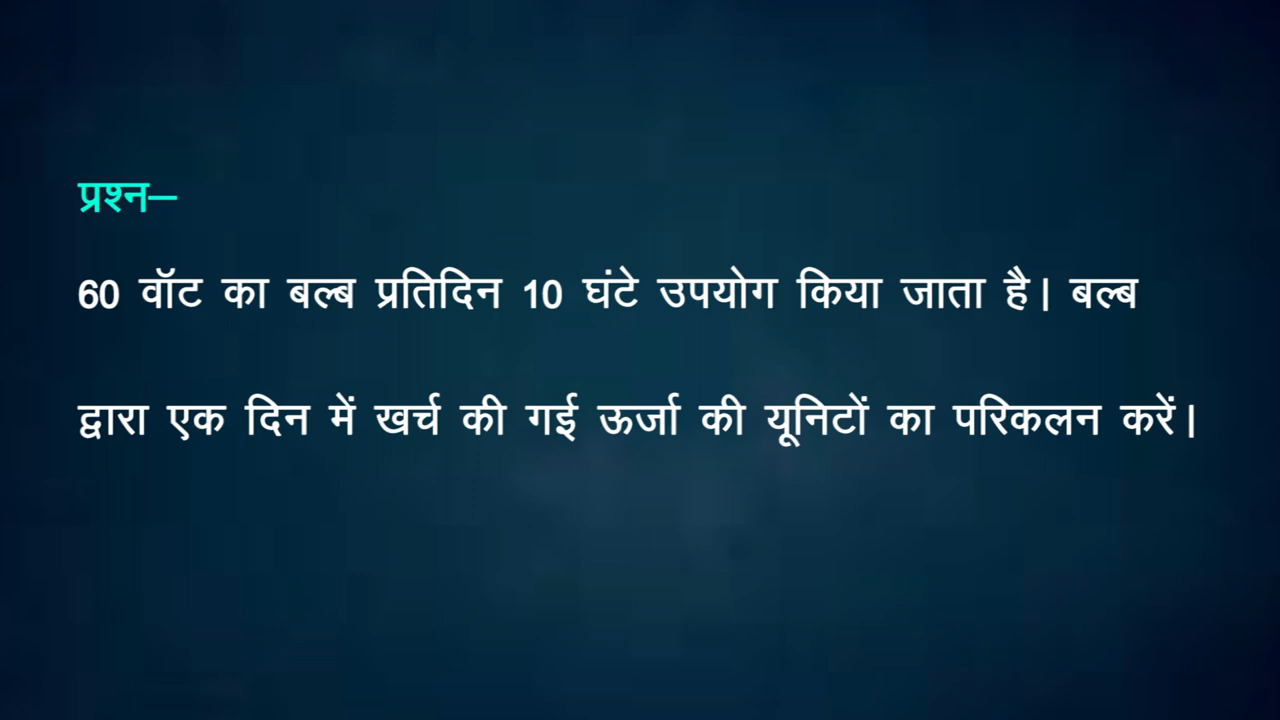 प्रश्न–
60 वॉट का बल्ब प्रतिदिन 10 घंटे उपयोग किया जाता है। बल्ब
द्वारा एक दिन में खर्च की गई ऊर्जा की यूनिटों का परिकलन करें।